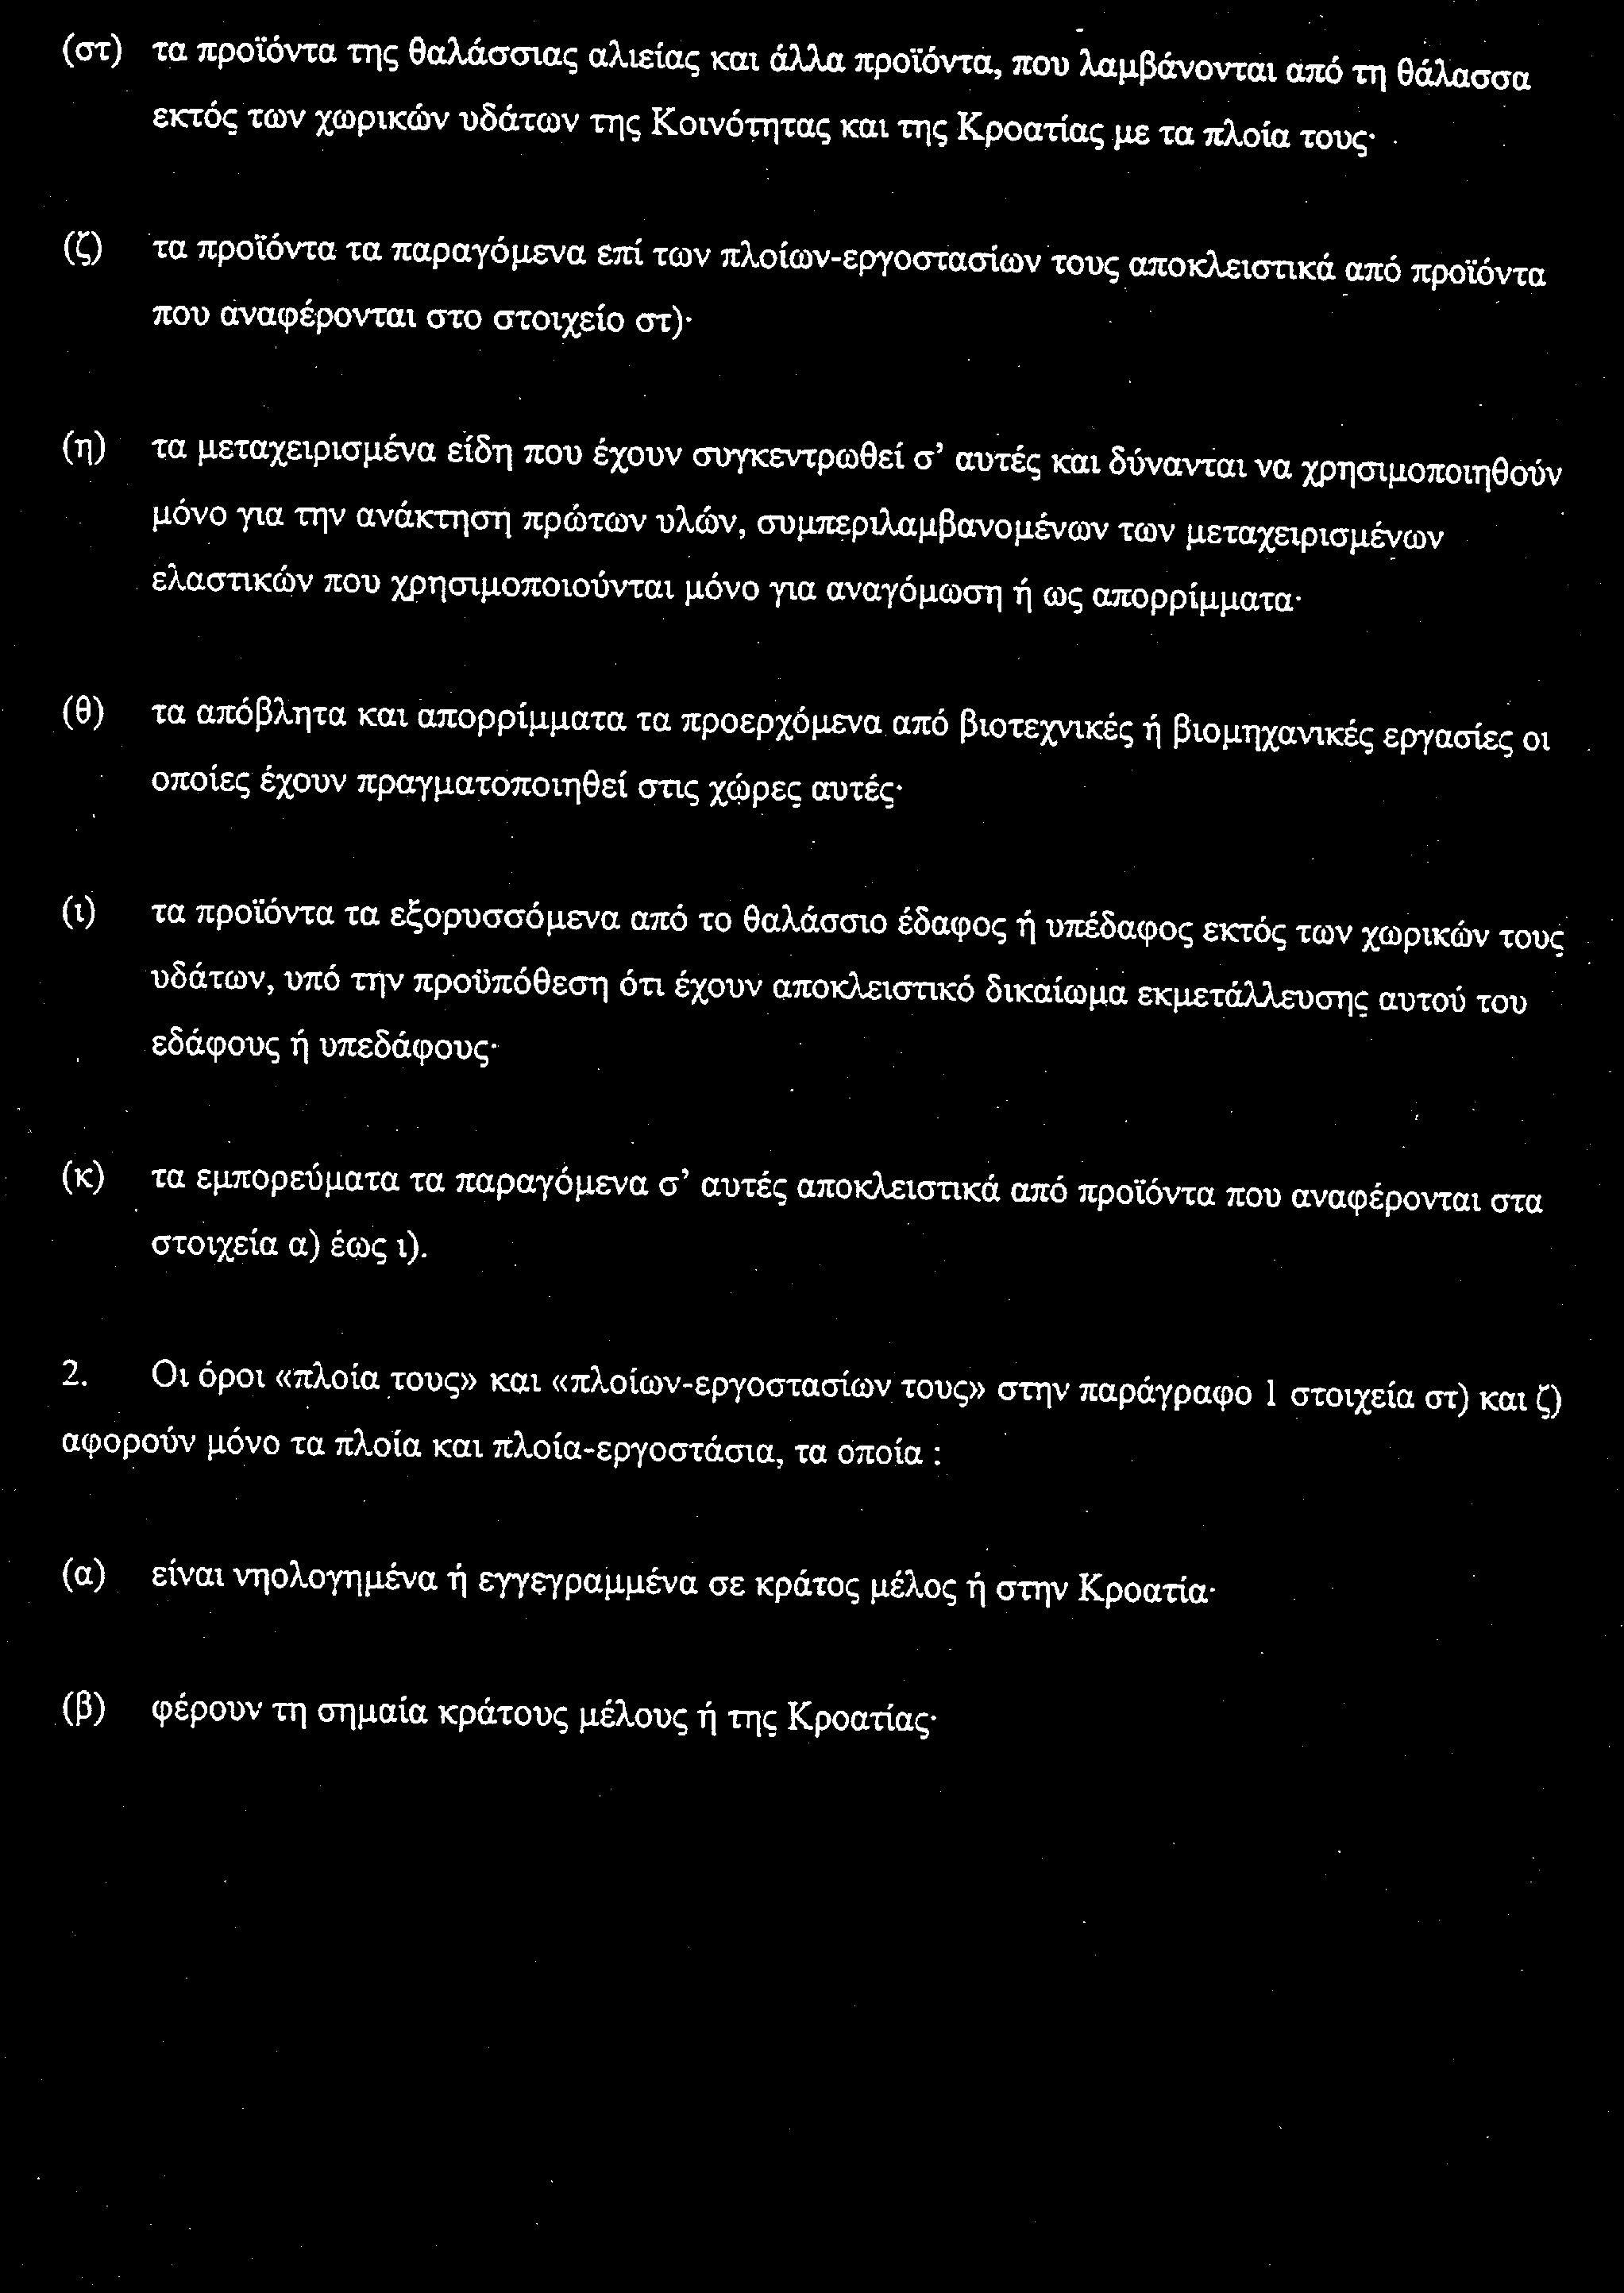 (στ) τα προϊόντα της θαλάσσιας αλιείας και άλλα προϊόντα, που λαμβάνονται από τη θάλασσα
εκτός των χωρικών υδάτων της Κοινότητας και της Κροατίας με τα πλοία τους·
(ζ) τα προϊόντα τα παραγόμενα επί των πλοίων-εργοστασίων τους αποκλειστικά από προϊόντα
που αναφέρονται στο στοιχείο στ)·
(η) τα μεταχειρισμένα είδη που έχουν συγκεντρωθεί σ’ αυτές και δύνανται να χρησιμοποιηθούν
μόνο για την ανάκτηση πρώτων υλών, συμπεριλαμβανομένων των μεταχειρισμένων
ελαστικών που χρησιμοποιούνται μόνο για αναγόμωση ή ως απορρίμματα·
(θ) τα απόβλητα και απορρίμματα τα προερχόμενα από βιοτεχνικές ή βιομηχανικές εργασίες οι
οποίες έχουν πραγματοποιηθεί στις χώρες αυτές·
(ι) τα προϊόντα τα εξορυσσόμενα από το θαλάσσιο έδαφος ή υπέδαφος εκτός των χωρικών τους
υδάτων, υπό την προϋπόθεση ότι έχουν αποκλειστικό δικαίωμα εκμετάλλευσης αυτού του
εδάφους ή υπεδάφους·
(κ) τα εμπορεύματα τα παραγόμενα σ’ αυτές αποκλειστικά από προϊόντα που αναφέρονται στα
στοιχεία α) έως ι).
2. Οι όροι «πλοία τους» και «πλοίων-εργοστασίων τους» στην παράγραφο 1 στοιχεία στ) και ζ)
αφορούν μόνο τα πλοία και πλοία-εργοστάσια, τα οποία :
(α) είναι νηολογημένα ή εγγεγραμμένα σε κράτος μέλος ή στην Κροατία·
(β) φέρουν τη σημαία κράτους μέλους ή της Κροατίας·